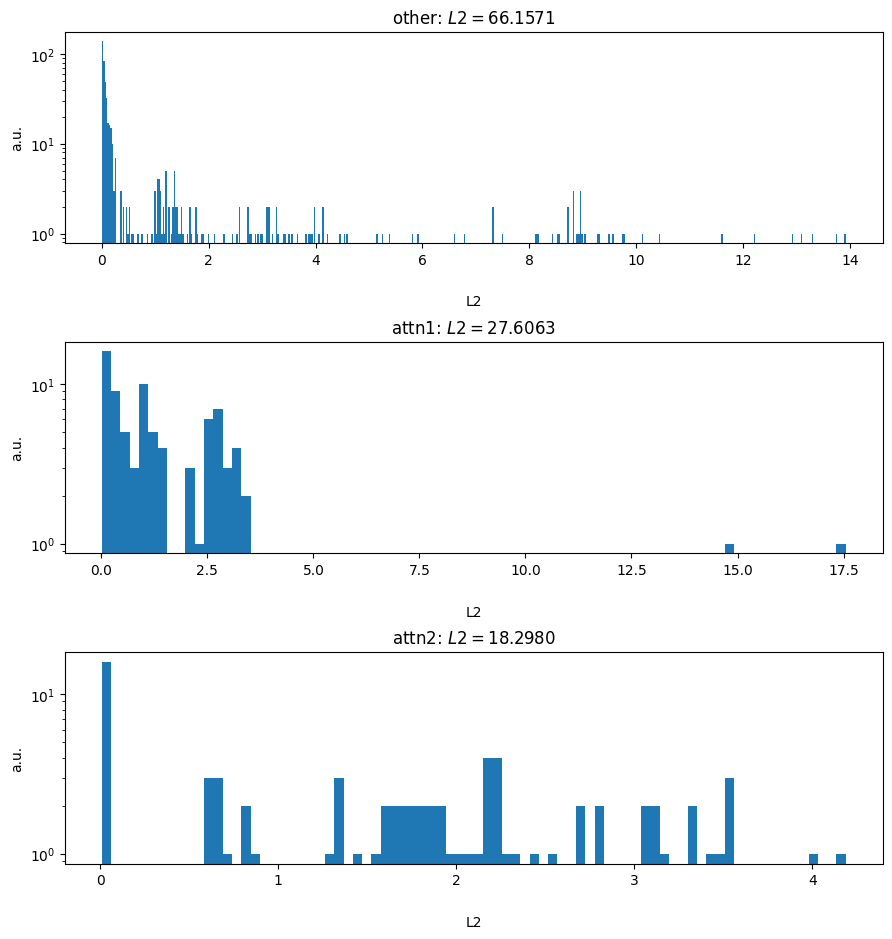 other: L2 = 66.1571
a.u.
10²
10¹
10⁰
0 2 4 6 8 10 12 14
L2
attn1: L2 = 27.6063
a.u.
10¹
10⁰
0.0 2.5 5.0 7.5 10.0 12.5 15.0 17.5
L2
attn2: L2 = 18.2980
a.u.
10¹
10⁰
0 1 2 3 4
L2